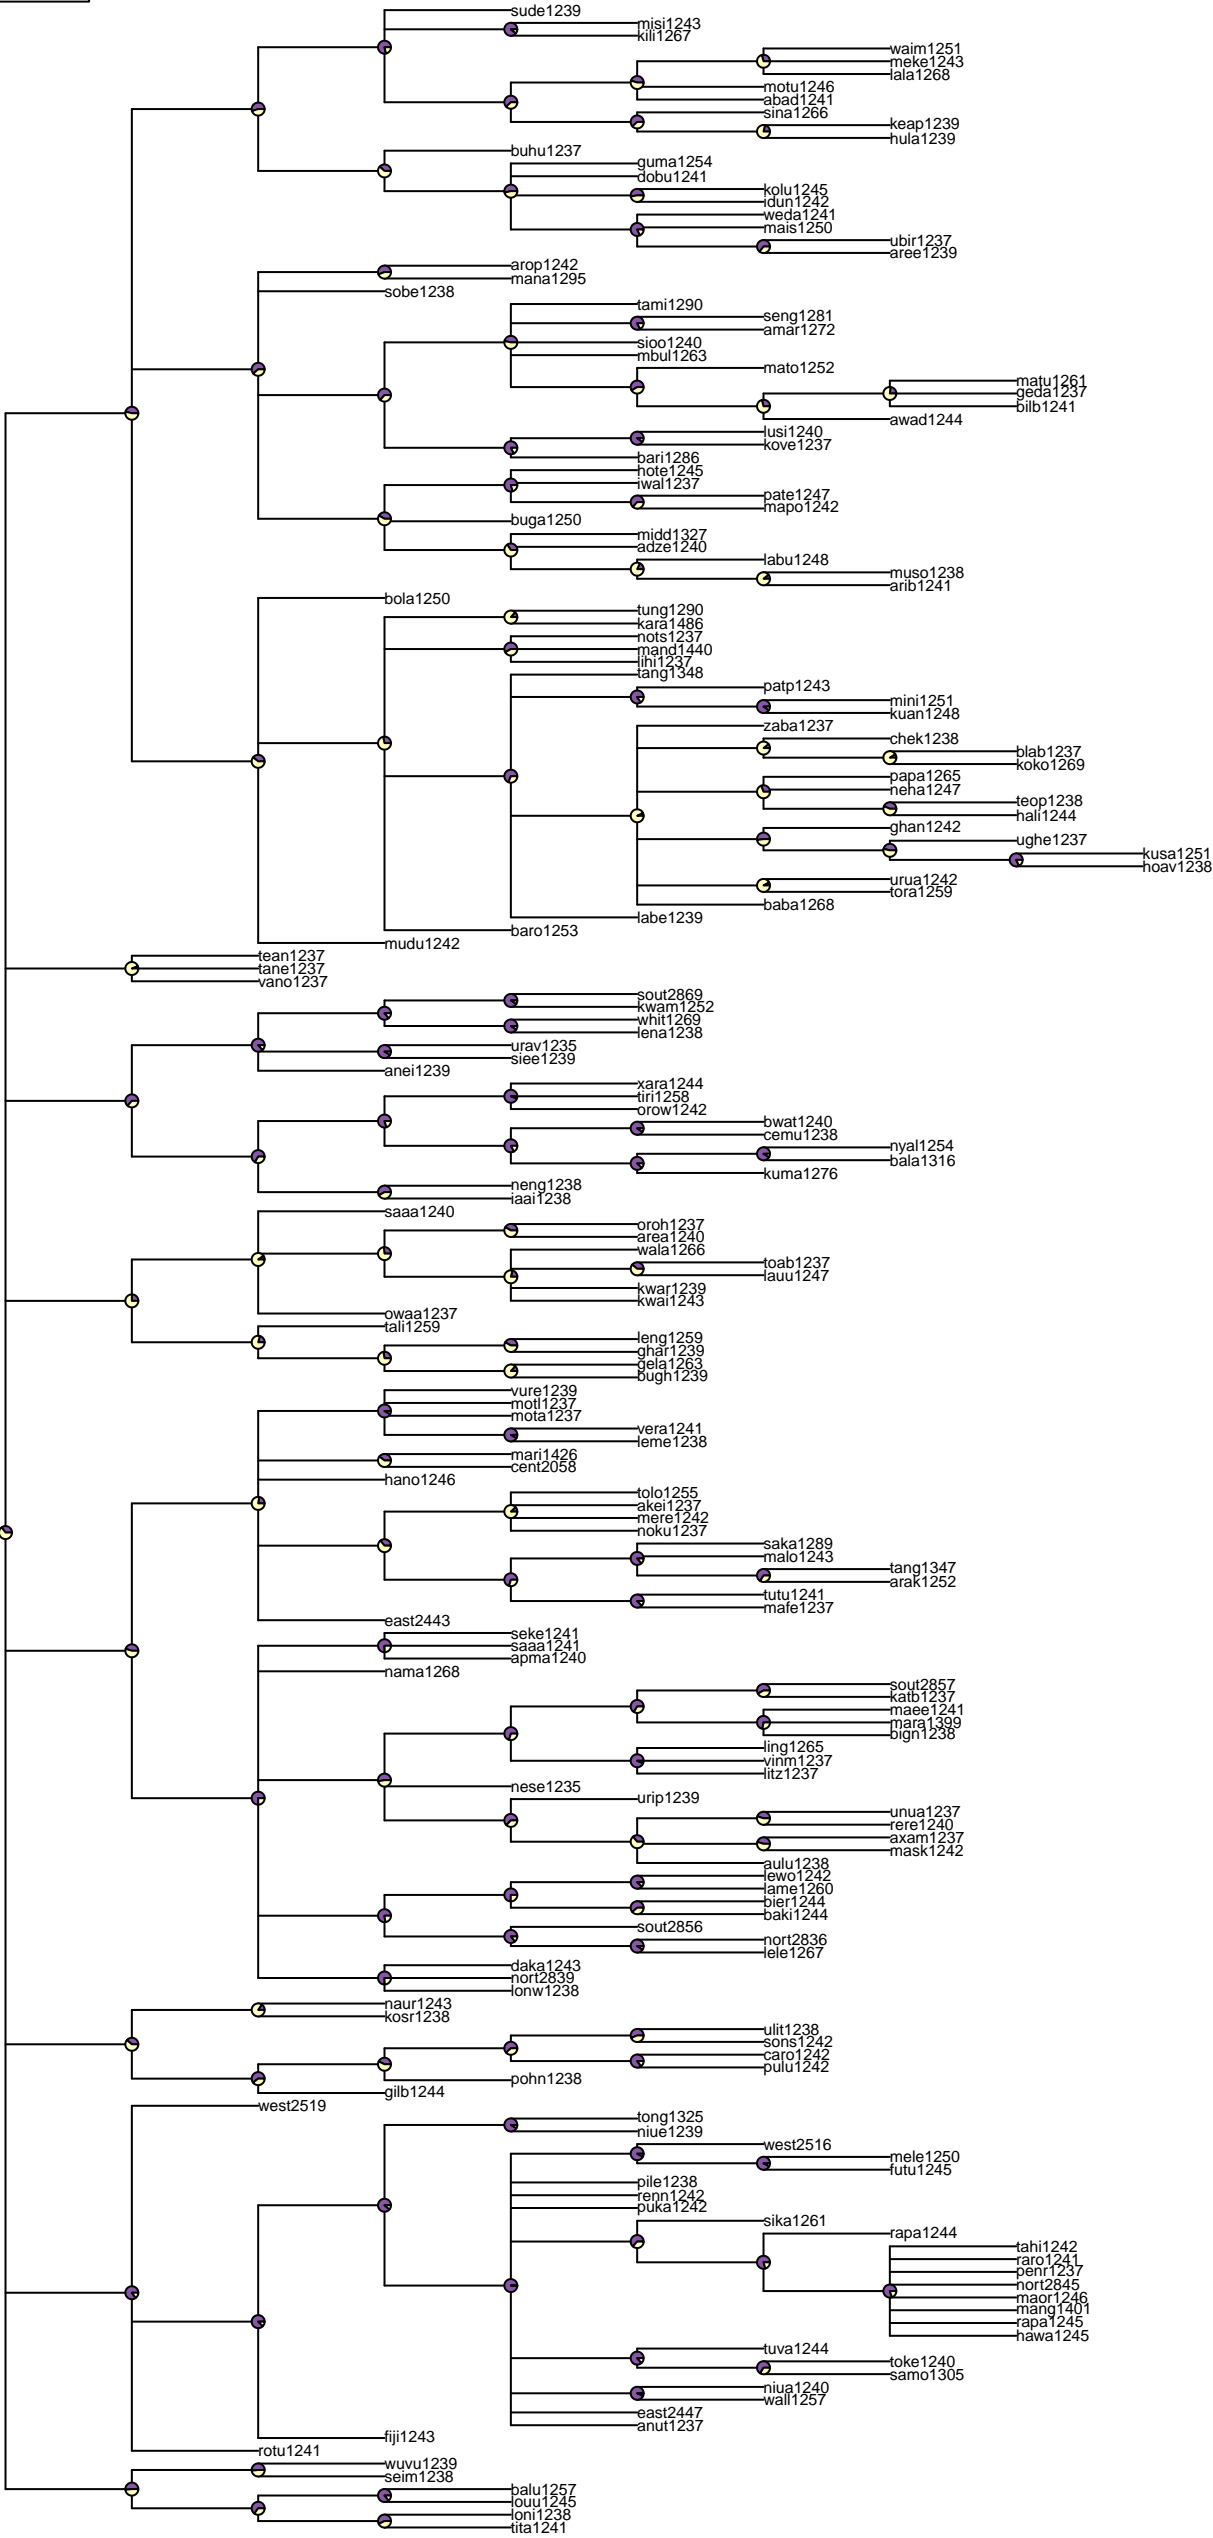 sude1239
misi1243
kili1267
waim1251
meke1243
lala1268
motu1246
abad1241
sina1266
keap1239
hula1239
buhu1237
guma1254
dobu1241
kolu1245
idun1242
weda1241
mais1250
ubir1237
aree1239
arop1242
mana1295
sobe1238
tami1290
seng1281
amar1272
sioo1240
mbul1263
mato1252
matu1261
geda1237
bilb1241
awad1244
lusi1240
kove1237
bari1286
hote1245
iwal1237
pate1247
mapo1242
buga1250
midd1327
adze1240
labu1248
muso1238
arib1241
bola1250
tung1290
kara1486
nots1237
mand1440
lihi1237
tang1348
patp1243
mini1251
kuan1248
zaba1237
chek1238
blab1237
koko1269
papa1265
neha1247
teop1238
hali1244
ghan1242
ughe1237
kusa1251
hoav1238
urua1242
tora1259
baba1268
labe1239
baro1253
mudu1242
tean1237
tane1237
vano1237
sout2869
kwam1252
whit1269
lena1238
urav1235
siee1239
anei1239
xara1244
tiri1258
orow1242
bwat1240
cemu1238
nyal1254
bala1316
kuma1276
neng1238
iaai1238
saaa1240
oroh1237
area1240
wala1266
toab1237
lauu1247
kwar1239
kwai1243
owaa1237
tali1259
leng1259
ghar1239
gela1263
bugh1239
vure1239
motl1237
mota1237
vera1241
leme1238
mari1426
cent2058
hano1246
tolo1255
akei1237
mere1242
noku1237
saka1289
malo1243
tang1347
arak1252
tutu1241
mafe1237
east2443
seke1241
saaa1241
apma1240
nama1268
sout2857
katb1237
maee1241
mara1399
bign1238
ling1265
vinm1237
litz1237
nese1235
urip1239
unua1237
rere1240
axam1237
mask1242
aulu1238
lewo1242
lame1260
bier1244
baki1244
sout2856
nort2836
lele1267
daka1243
nort2839
lonw1238
naur1243
kosr1238
ulit1238
sons1242
caro1242
pulu1242
pohn1238
gilb1244
west2519
tong1325
niue1239
west2516
mele1250
futu1245
pile1238
renn1242
puka1242
sika1261
rapa1244
tahi1242
raro1241
penr1237
nort2845
maor1246
mang1401
rapa1245
hawa1245
tuva1244
toke1240
samo1305
niua1240
wall1257
east2447
anut1237
fiji1243
rotu1241
wuvu1239
seim1238
balu1257
louu1245
loni1238
tita1241